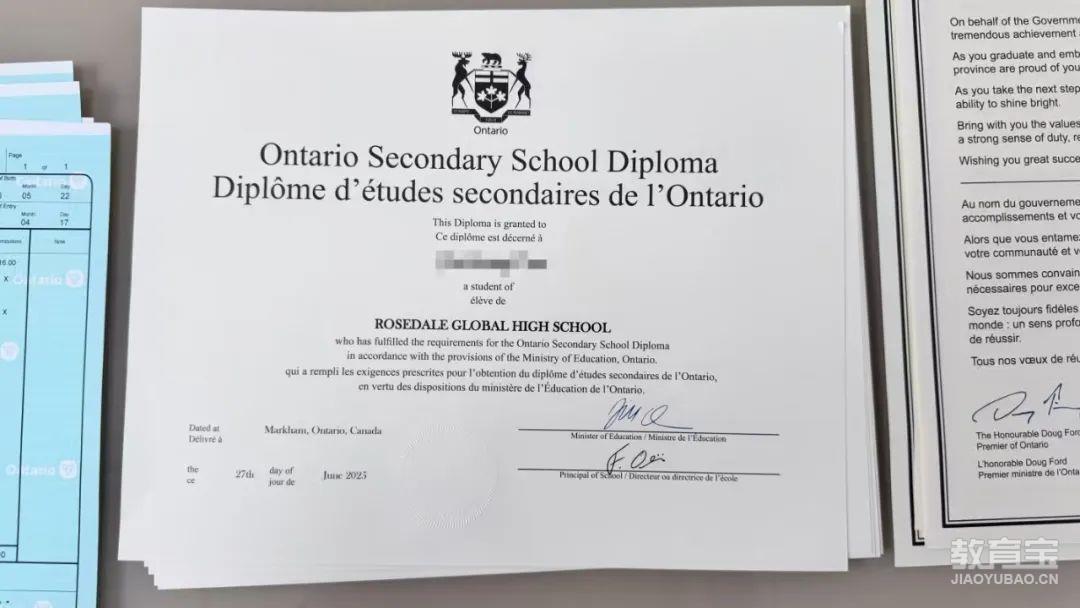 Page
1 of 1
of Birth
Month Day
05 22
of Entry
Month Day
04 17
Note
16.00
X
Ontario
X
Ontario
0
Ontario
Ontario Secondary School Diploma
Diplôme d’études secondaires de l’Ontario
This Diploma is granted to
Ce diplôme est décerné à
a student of
élève de
ROSEDALE GLOBAL HIGH SCHOOL
who has fulfilled the requirements for the Ontario Secondary School Diploma
in accordance with the provisions of the Ministry of Education, Ontario.
qui a rempli les exigences prescrites pour l’obtention du diplôme d’études secondaires de l’Ontario,
en vertu des dispositions du ministère de l’Éducation de l’Ontario.
Dated at
Délivré à
Markham, Ontario, Canada
Minister of Education / Ministre de l’Éducation
the
ce
27th
day of
jour de
June 2025
Principal of School / Directeur ou directrice de l’école
On behalf of the Governme
tremendous achievement a
As you graduate and emb
province are proud of you
As you take the next step
ability to shine bright.
Bring with you the values
a strong sense of duty, re
Wishing you great succe
Au nom du gouverneme
accomplissements et vo
Alors que vous entame
votre communauté et v
Nous sommes convain
nécessaires pour exce
Soyez toujours fidèles
monde : un sens profo
de réussir.
Tous nos vœux de réu
The Honourable Doug Ford
Premier of Ontario
L’honorable Doug Ford
Premier ministre de l’Onta
教育宝
JIAOYUBAO.CN